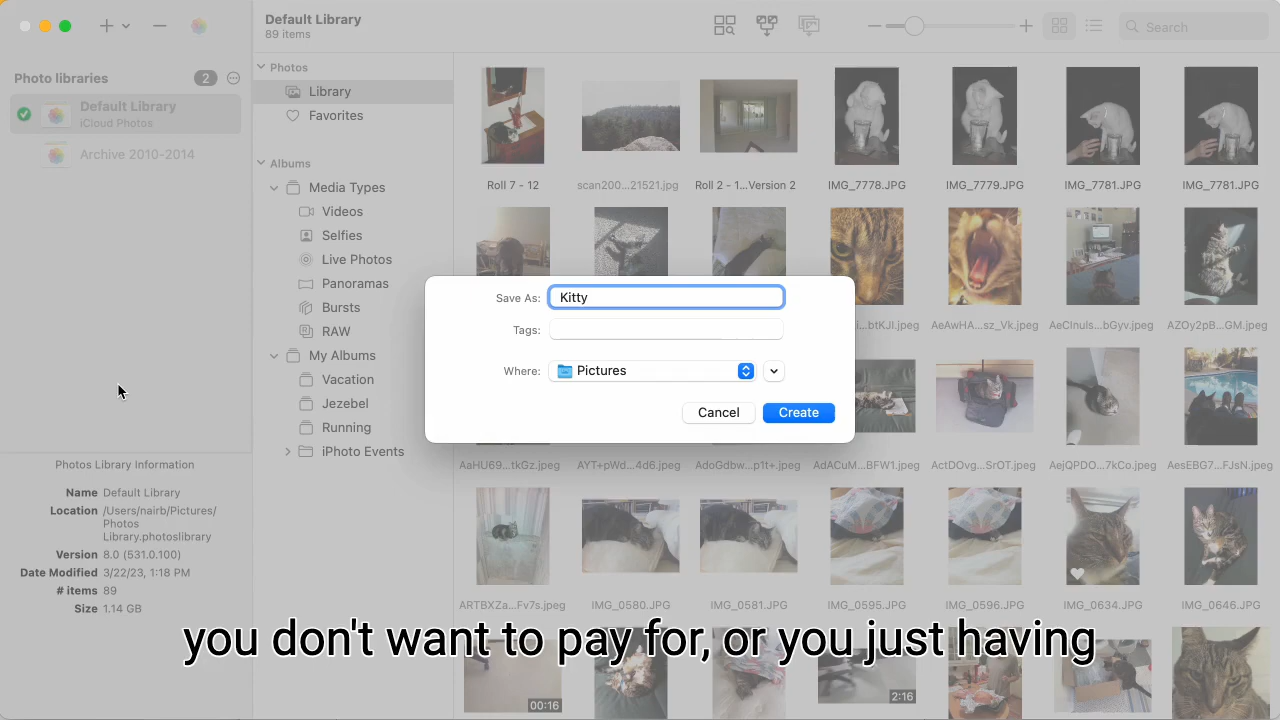 Default Library
89 items
Search
Photo libraries
2
Default Library
iCloud Photos
Archive 2010-2014
Photos
Library
Favorites
Albums
Media Types
Videos
Selfies
Live Photos
Panoramas
Bursts
RAW
My Albums
Vacation
Jezebel
Running
iPhoto Events
Roll 7 - 12
scan200...21521.jpg
Roll 2 - 1...Version 2
IMG_7778.JPG
IMG_7779.JPG
IMG_7781.JPG
IMG_7781.JPG
i...btKJI.jpeg
AeAwHA...sz_Vk.jpeg
AeClnuls...bGyv.jpeg
AZOy2pB...GM.jpeg
Save As:
Kitty
Tags:
Where:
Pictures
Cancel
Create
AaHU69...tkGz.jpeg
AYT+pWd...4d6.jpeg
AdoGdbw...p1t+.jpeg
AdACuM...BFW1.jpeg
ActDOvg...SrOT.jpeg
AejQPDO...7kCo.jpeg
AesEBG7...FJsN.jpeg
ARTBXZa...Fv7s.jpeg
IMG_0580.JPG
IMG_0581.JPG
IMG_0595.JPG
IMG_0596.JPG
IMG_0634.JPG
IMG_0646.JPG
00:16
2:16
Photos Library Information
Name Default Library
Location /Users/nairb/Pictures/
Photos
Library.photoslibrary
Version 8.0 (531.0.100)
Date Modified 3/22/23, 1:18 PM
# items 89
Size 1.14 GB
you don't want to pay for, or you just having